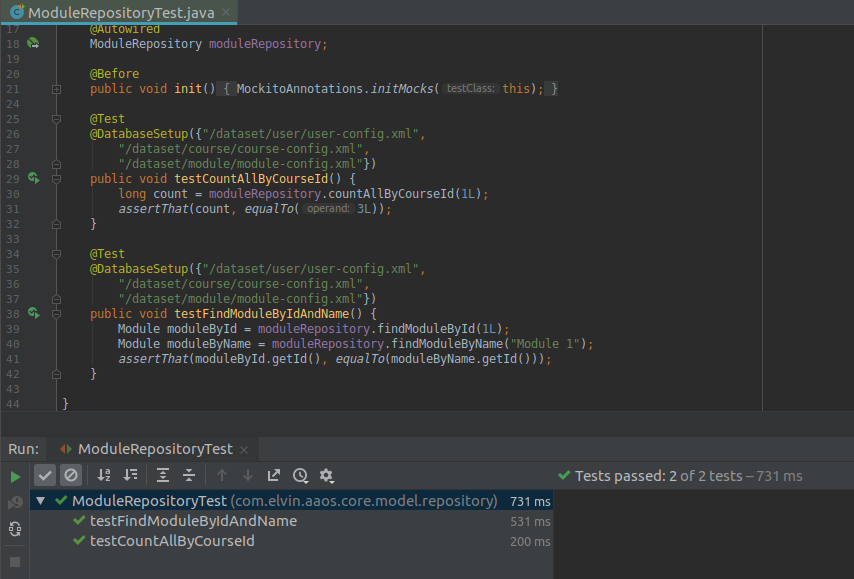 ModuleRepositoryTest.java ×
17 @Autowired
18 ModuleRepository moduleRepository;
19
20 @Before
21 public void init() { MockitoAnnotations.initMocks( testClass: this); }
24
25 @Test
26 @DatabaseSetup({"/dataset/user/user-config.xml",
27 "/dataset/course/course-config.xml",
28 "/dataset/module/module-config.xml"})
29 public void testCountAllByCourseId() {
30 long count = moduleRepository.countAllByCourseId(1L);
31 assertThat(count, equalTo( operand: 3L));
32 }
33
34 @Test
35 @DatabaseSetup({"/dataset/user/user-config.xml",
36 "/dataset/course/course-config.xml",
37 "/dataset/module/module-config.xml"})
38 public void testFindModuleByIdAndName() {
39 Module moduleById = moduleRepository.findModuleById(1L);
40 Module moduleByName = moduleRepository.findModuleByName("Module 1");
41 assertThat(moduleById.getId(), equalTo(moduleByName.getId()));
42 }
43
44 }
Run: ModuleRepositoryTest ×
Tests passed: 2 of 2 tests – 731 ms
ModuleRepositoryTest (com.elvin.aaos.core.model.repository) 731 ms
testFindModuleByIdAndName 531 ms
testCountAllByCourseId 200 ms